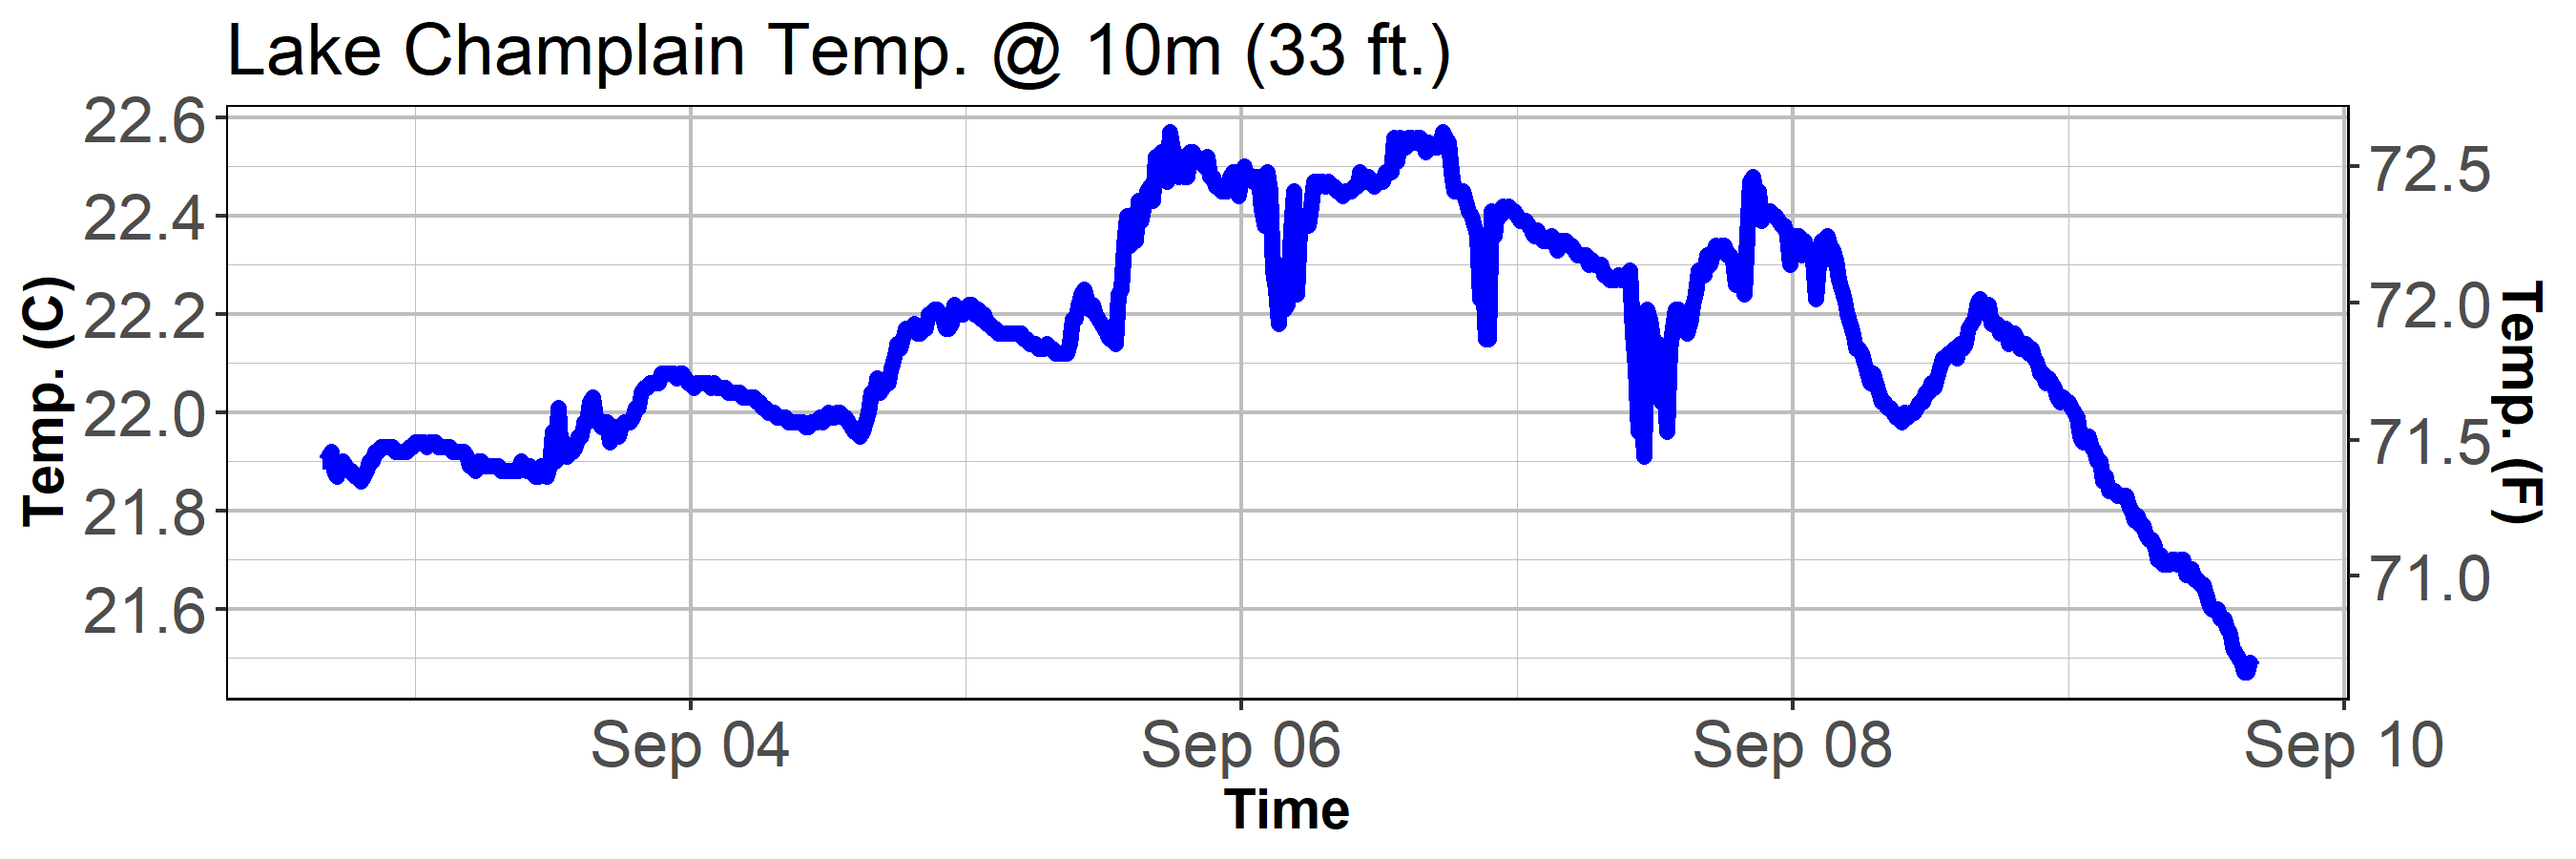 Lake Champlain Temp. @ 10m (33 ft.)
Temp. (C)
22.6
22.4
22.2
22.0
21.8
21.6
72.5
72.0
71.5
71.0
Temp. (F)
Sep 04
Sep 06
Sep 08
Sep 10
Time